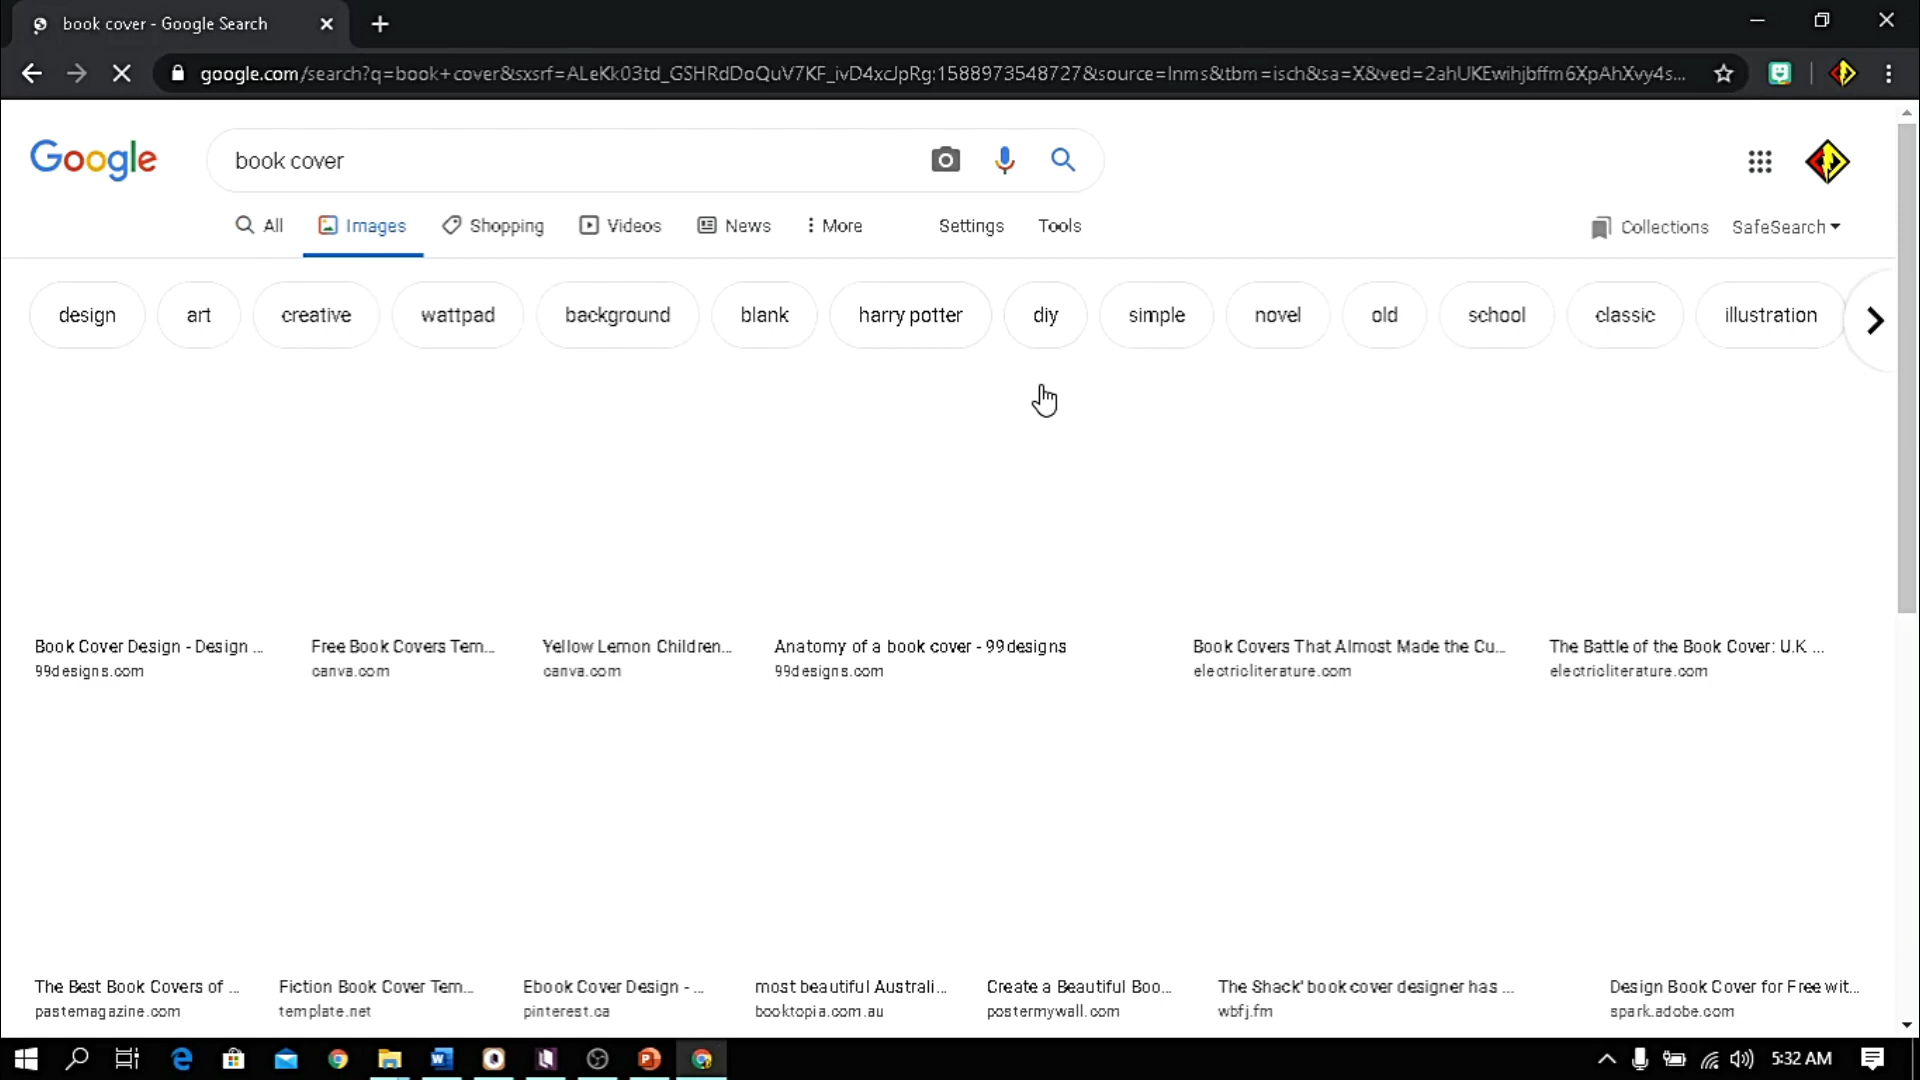 book cover - Google Search
google.com/search?q=book+cover&sxsrf=ALeKk03td_GSHRdDoQuV7KF_ivD4xcJpRg:1588973548727&source=lnms&tbm=isch&sa=X&ved=2ahUKEwihjbffm6XpAhXvy4s...
Google
book cover
All Images Shopping Videos News More Settings Tools Collections SafeSearch
design art creative wattpad background blank harry potter diy simple novel old school classic illustration
Book Cover Design - Design ... Free Book Covers Tem... Yellow Lemon Children... Anatomy of a book cover - 99designs Book Covers That Almost Made the Cu... The Battle of the Book Cover: U.K ...
99designs.com canva.com canva.com 99designs.com electricliterature.com electricliterature.com
The Best Book Covers of ... Fiction Book Cover Tem... Ebook Cover Design - ... most beautiful Australi... Create a Beautiful Boo... The Shack' book cover designer has ... Design Book Cover for Free wit...
pastemagazine.com template.net pinterest.ca booktopia.com.au postermywall.com wbfj.fm spark.adobe.com
5:32 AM